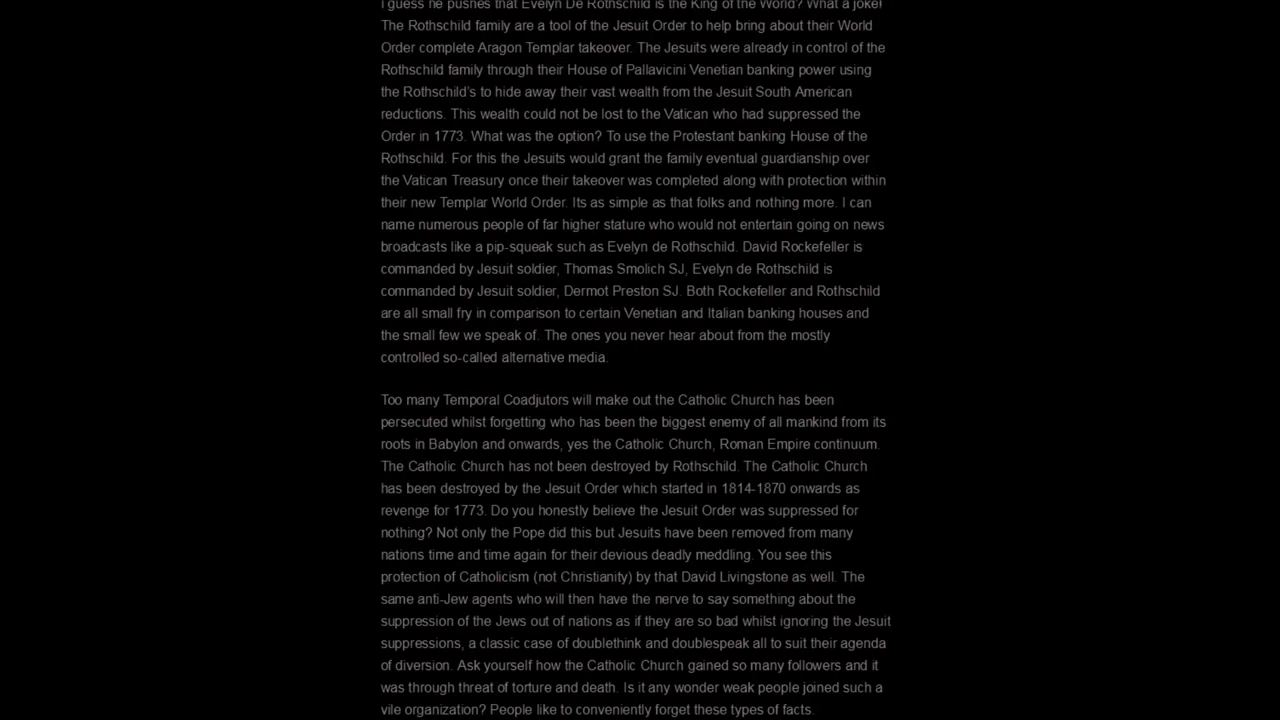 I guess he pushes that Evelyn De Rothschild is the King of the World? What a joke!
The Rothschild family are a tool of the Jesuit Order to help bring about their World
Order complete Aragon Templar takeover. The Jesuits were already in control of the
Rothschild family through their House of Pallavicini Venetian banking power using
the Rothschild's to hide away their vast wealth from the Jesuit South American
reductions. This wealth could not be lost to the Vatican who had suppressed the
Order in 1773. What was the option? To use the Protestant banking House of the
Rothschild. For this the Jesuits would grant the family eventual guardianship over
the Vatican Treasury once their takeover was completed along with protection within
their new Templar World Order. Its as simple as that folks and nothing more. I can
name numerous people of far higher stature who would not entertain going on news
broadcasts like a pip-squeak such as Evelyn de Rothschild. David Rockefeller is
commanded by Jesuit soldier, Thomas Smolich SJ, Evelyn de Rothschild is
commanded by Jesuit soldier, Dermot Preston SJ. Both Rockefeller and Rothschild
are all small fry in comparison to certain Venetian and Italian banking houses and
the small few we speak of. The ones you never hear about from the mostly
controlled so-called alternative media.
Too many Temporal Coadjutors will make out the Catholic Church has been
persecuted whilst forgetting who has been the biggest enemy of all mankind from its
roots in Babylon and onwards, yes the Catholic Church, Roman Empire continuum.
The Catholic Church has not been destroyed by Rothschild. The Catholic Church
has been destroyed by the Jesuit Order which started in 1814-1870 onwards as
revenge for 1773. Do you honestly believe the Jesuit Order was suppressed for
nothing? Not only the Pope did this but Jesuits have been removed from many
nations time and time again for their devious deadly meddling. You see this
protection of Catholicism (not Christianity) by that David Livingstone as well. The
same anti-Jew agents who will then have the nerve to say something about the
suppression of the Jews out of nations as if they are so bad whilst ignoring the Jesuit
suppressions, a classic case of doublethink and doublespeak all to suit their agenda
of diversion. Ask yourself how the Catholic Church gained so many followers and it
was through threat of torture and death. Is it any wonder weak people joined such a
vile organization? People like to conveniently forget these types of facts.